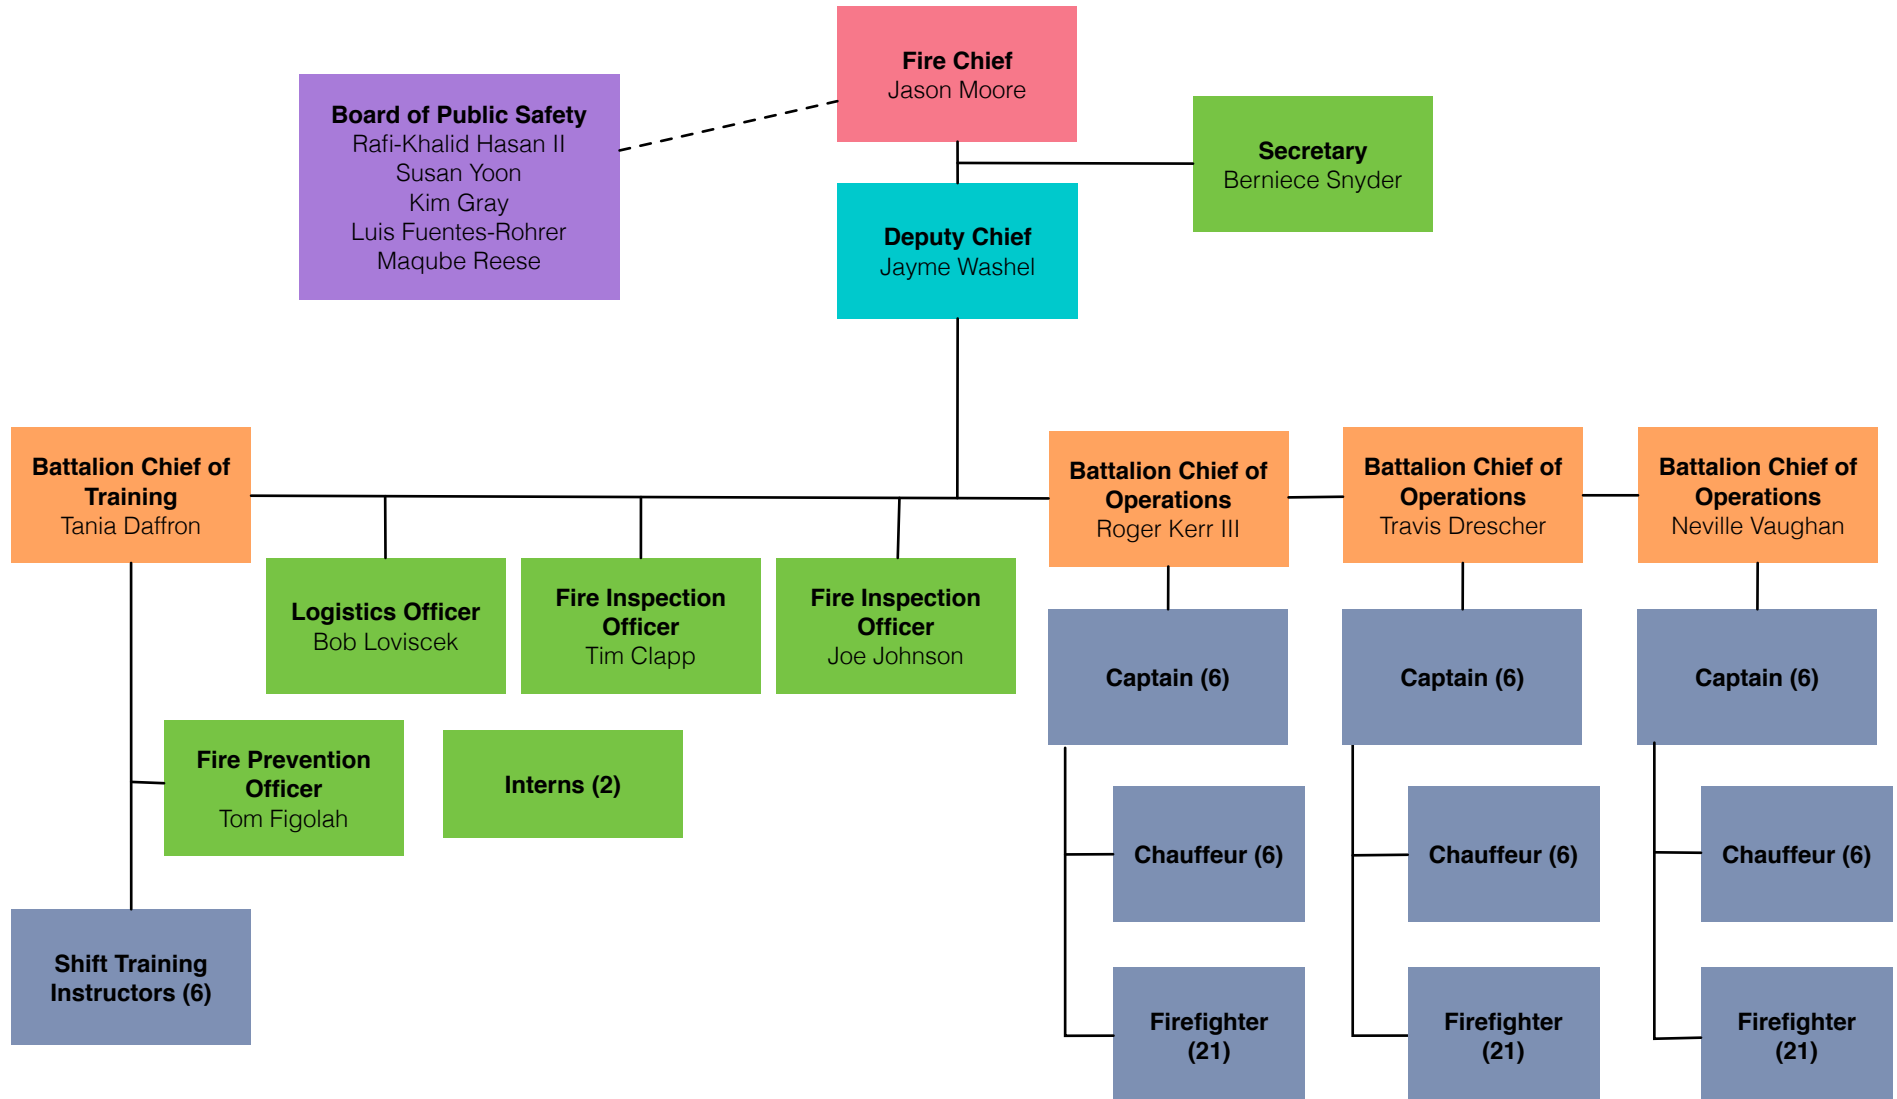 Fire Chief
Jason Moore
Board of Public Safety
Rafi-Khalid Hasan II
Susan Yoon
Kim Gray
Luis Fuentes-Rohrer
Maqube Reese
Secretary
Berniece Snyder
Deputy Chief
Jayme Washel
Battalion Chief of
Training
Tania Daffron
Battalion Chief of
Operations
Roger Kerr III
Battalion Chief of
Operations
Travis Drescher
Battalion Chief of
Operations
Neville Vaughan
Logistics Officer
Bob Loviscek
Fire Inspection
Officer
Tim Clapp
Fire Inspection
Officer
Joe Johnson
Captain (6)
Captain (6)
Captain (6)
Fire Prevention
Officer
Tom Figolah
Interns (2)
Chauffeur (6)
Chauffeur (6)
Chauffeur (6)
Shift Training
Instructors (6)
Firefighter
(21)
Firefighter
(21)
Firefighter
(21)